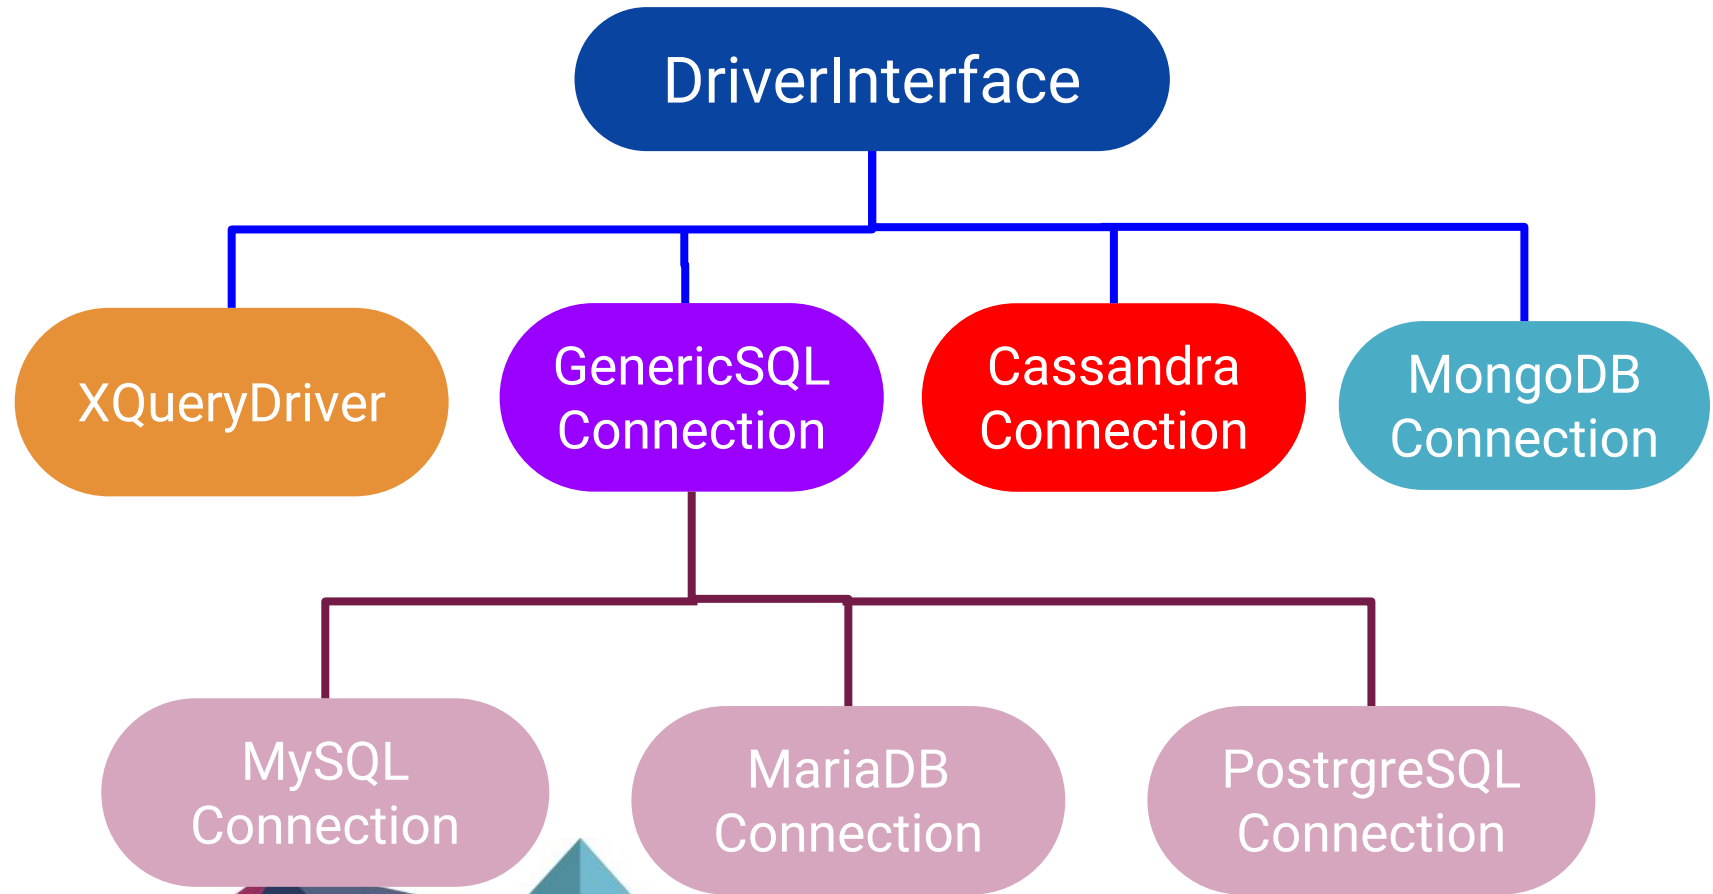 DriverInterface
XQueryDriver
GenericSQL
Connection
Cassandra
Connection
MongoDB
Connection
MySQL
Connection
MariaDB
Connection
PostrgreSQL
Connection